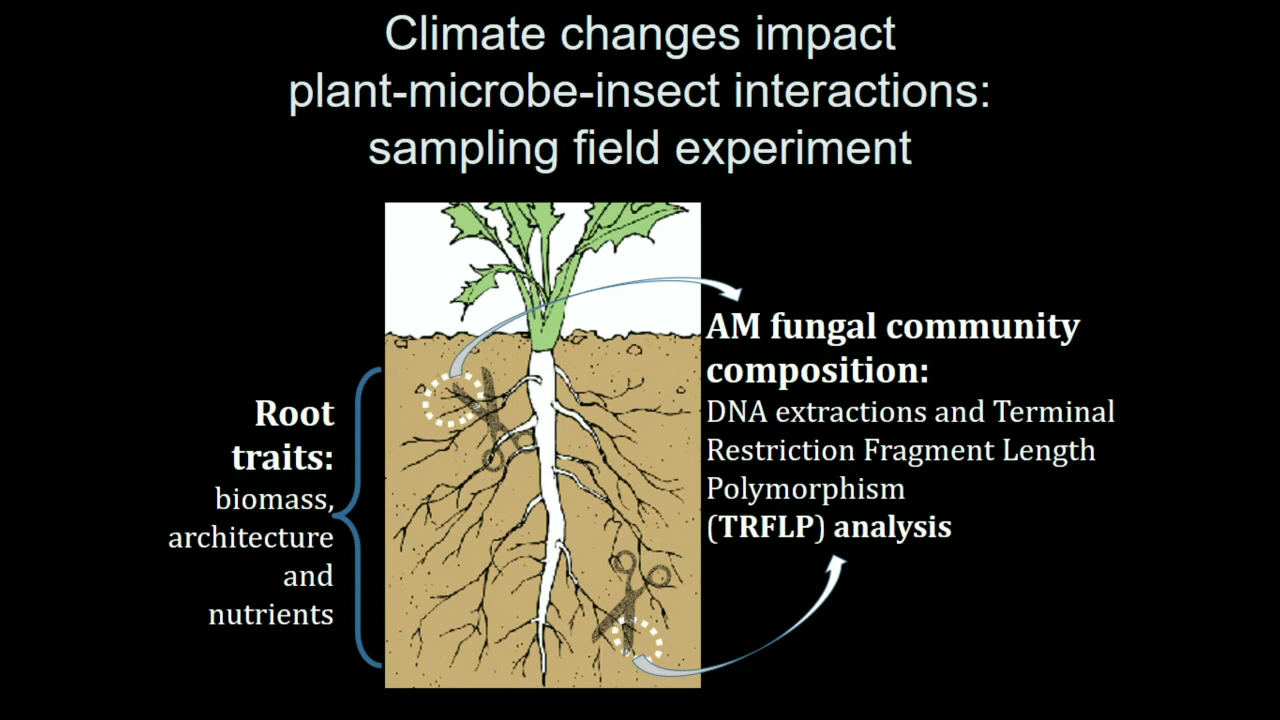 Climate changes impact
plant-microbe-insect interactions:
sampling field experiment
Root
traits:
biomass,
architecture
and
nutrients
AM fungal community
composition:
DNA extractions and Terminal
Restriction Fragment Length
Polymorphism
(TRFLP) analysis